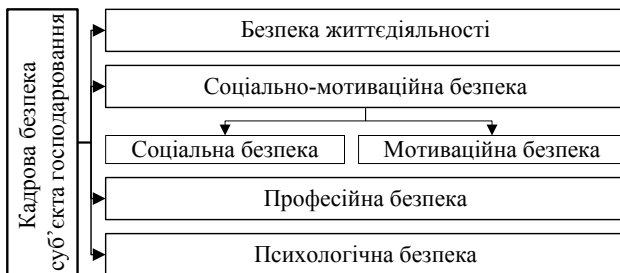 Кадрова безпека
суб’єкта господарювання
Безпека життєдіяльності
Соціально-мотиваційна безпека
Соціальна безпека
Мотиваційна безпека
Професійна безпека
Психологічна безпека